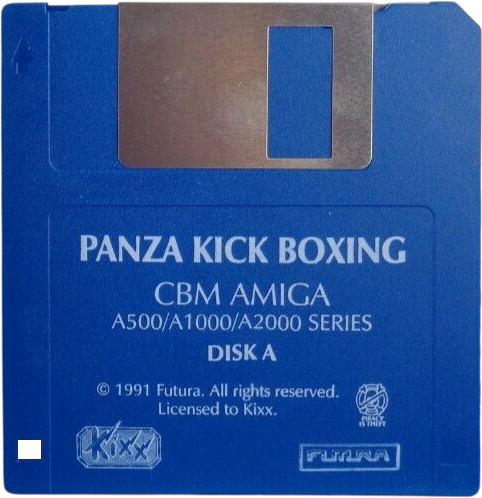 PANZA KICK BOXING
CBM AMIGA
A500/A1000/A2000 SERIES
DISK A
© 1991 Futura. All rights reserved.
Licensed to Kixx.
PIRACY
IS THEFT
Kixx
FUTURA